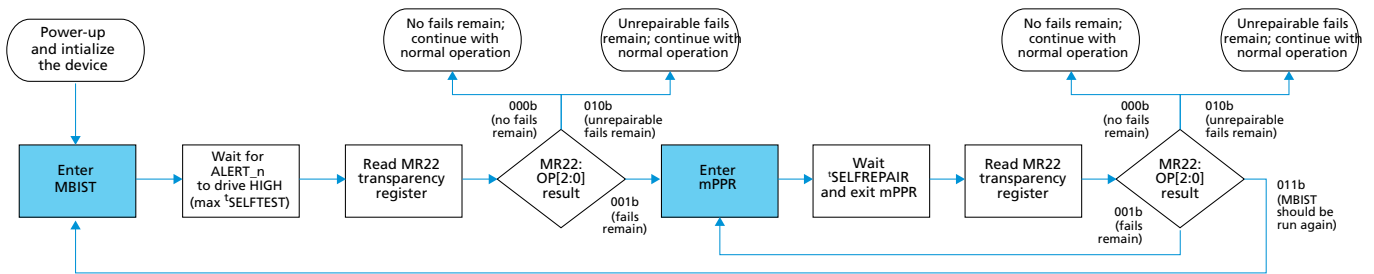 Power-up
and intialize
the device
No fails remain;
continue with
normal operation
Unrepairable fails
remain; continue with
normal operation
No fails remain;
continue with
normal operation
Unrepairable fails
remain; continue with
normal operation
000b
(no fails
remain)
010b
(unrepairable
fails remain)
000b
(no fails
remain)
010b
(unrepairable
fails remain)
Enter
MBIST
Wait for
ALERT_n
to drive HIGH
(max tSELFTEST)
Read MR22
transparency
register
MR22:
OP[2:0]
result
001b
(fails
remain)
Enter
mPPR
Wait
tSELFREPAIR
and exit mPPR
Read MR22
transparency
register
MR22:
OP[2:0]
result
001b
(fails
remain)
011b
(MBIST
should be
run again)